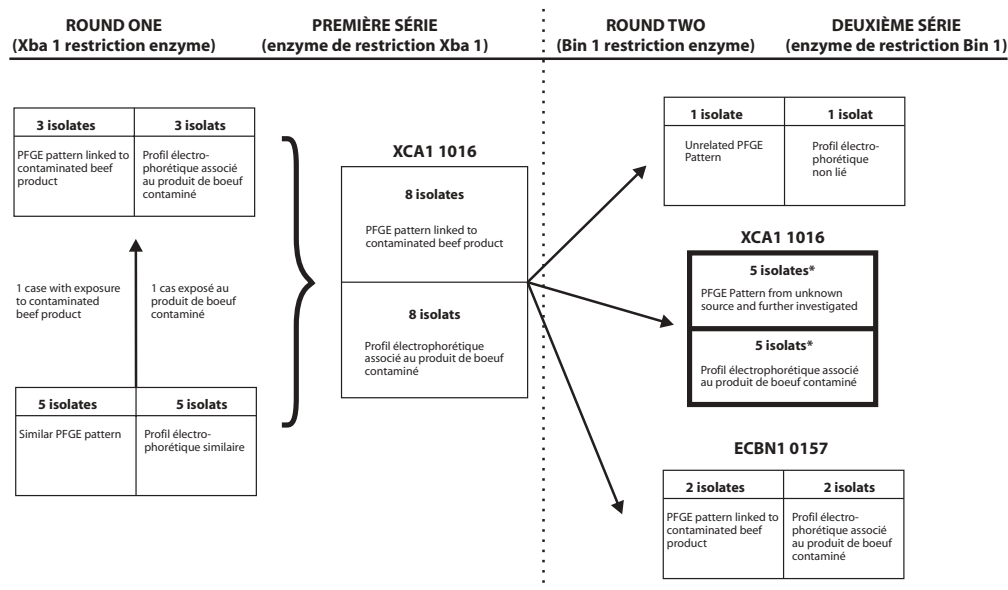 ROUND ONE
(Xba 1 restriction enzyme)
PREMIÈRE SÉRIE
(enzyme de restriction Xba 1)
ROUND TWO
(Bin 1 restriction enzyme)
DEUXIÈME SÉRIE
(enzyme de restriction Bin 1)
3 isolates
PFGE pattern linked to
contaminated beef
product
3 isolats
Profil électro-
phorétique associé
au produit de boeuf
contaminé
1 case with exposure
to contaminated
beef product
1 cas exposé au
produit de boeuf
contaminé
5 isolates
Similar PFGE pattern
5 isolats
Profil électro-
phorétique similaire
XCA1 1016
8 isolates
PFGE pattern linked to
contaminated beef product
8 isolats
Profil électrophorétique
associé au produit de boeuf
contaminé
1 isolate
Unrelated PFGE
Pattern
1 isolat
Profil électro-
phorétique
non lié
XCA1 1016
5 isolates*
PFGE Pattern from unknown
source and further investigated
5 isolats*
Profil électrophorétique associé
au produit de boeuf contaminé
ECBN1 0157
2 isolates
PFGE pattern linked to
contaminated beef
product
2 isolats
Profil électro-
phorétique associé
au produit de boeuf
contaminé